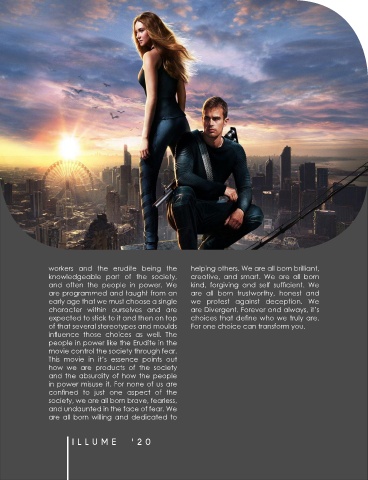 workers and the erudite being the
knowledgeable part of the society,
and often the people in power. We
are programmed and taught from an
early age that we must choose a single
character within ourselves and are
expected to stick to it and then on top
of that several stereotypes and moulds
influence those choices as well. The
people in power like the Erudite in the
movie control the society through fear.
This movie in it's essence points out
how we are products of the society
and the absurdity of how the people
in power misuse it. For none of us are
confined to just one aspect of the
society, we are all born brave, fearless,
and undaunted in the face of fear. We
are all born willing and dedicated to
helping others. We are all born brilliant,
creative, and smart. We are all born
kind, forgiving and self sufficient. We
are all born trustworthy, honest and
we protest against deception. We
are Divergent. Forever and always, it's
choices that define who we truly are.
For one choice can transform you.
ILLUME '20